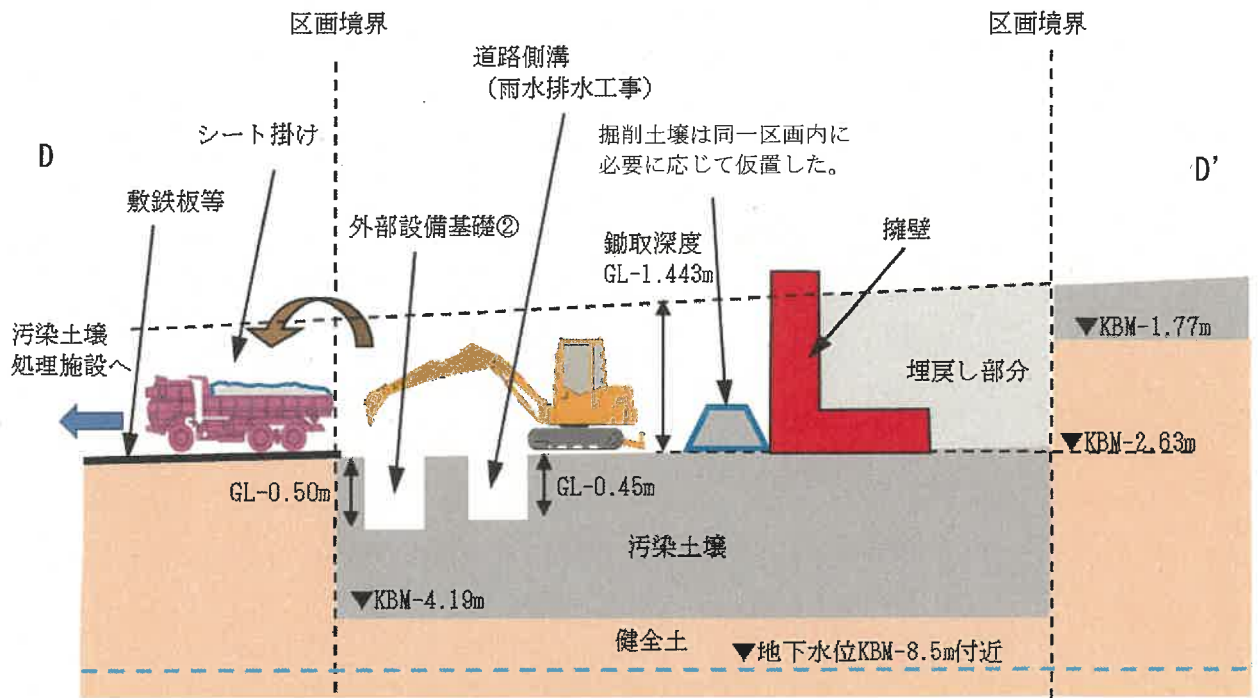 区画境界
区画境界
道路側溝
(雨水排水工事)
シート掛け
掘削土壌は同一区画内に
必要に応じて仮置した。
D
D'
敷鉄板等
外部設備基礎②
鋤取深度
GL-1.443m
擁壁
汚染土壌
処理施設へ
▼KBM-1.77m
埋戻し部分
▼KBM-2.63m
GL-0.50m
GL-0.45m
汚染土壌
▼KBM-4.19m
健全土
▼地下水位KBM-8.5m付近